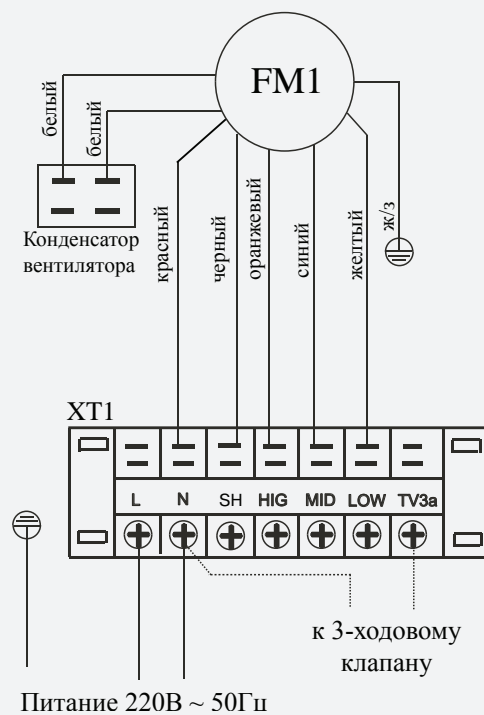 FM1
белый
белый
Конденсатор
вентилятора
красный
черный
оранжевый
синий
желтый
ж/з
XT1
L N SH HIG MID LOW TV3a
к 3-ходовому
клапану
Питание 220В ~ 50Гц